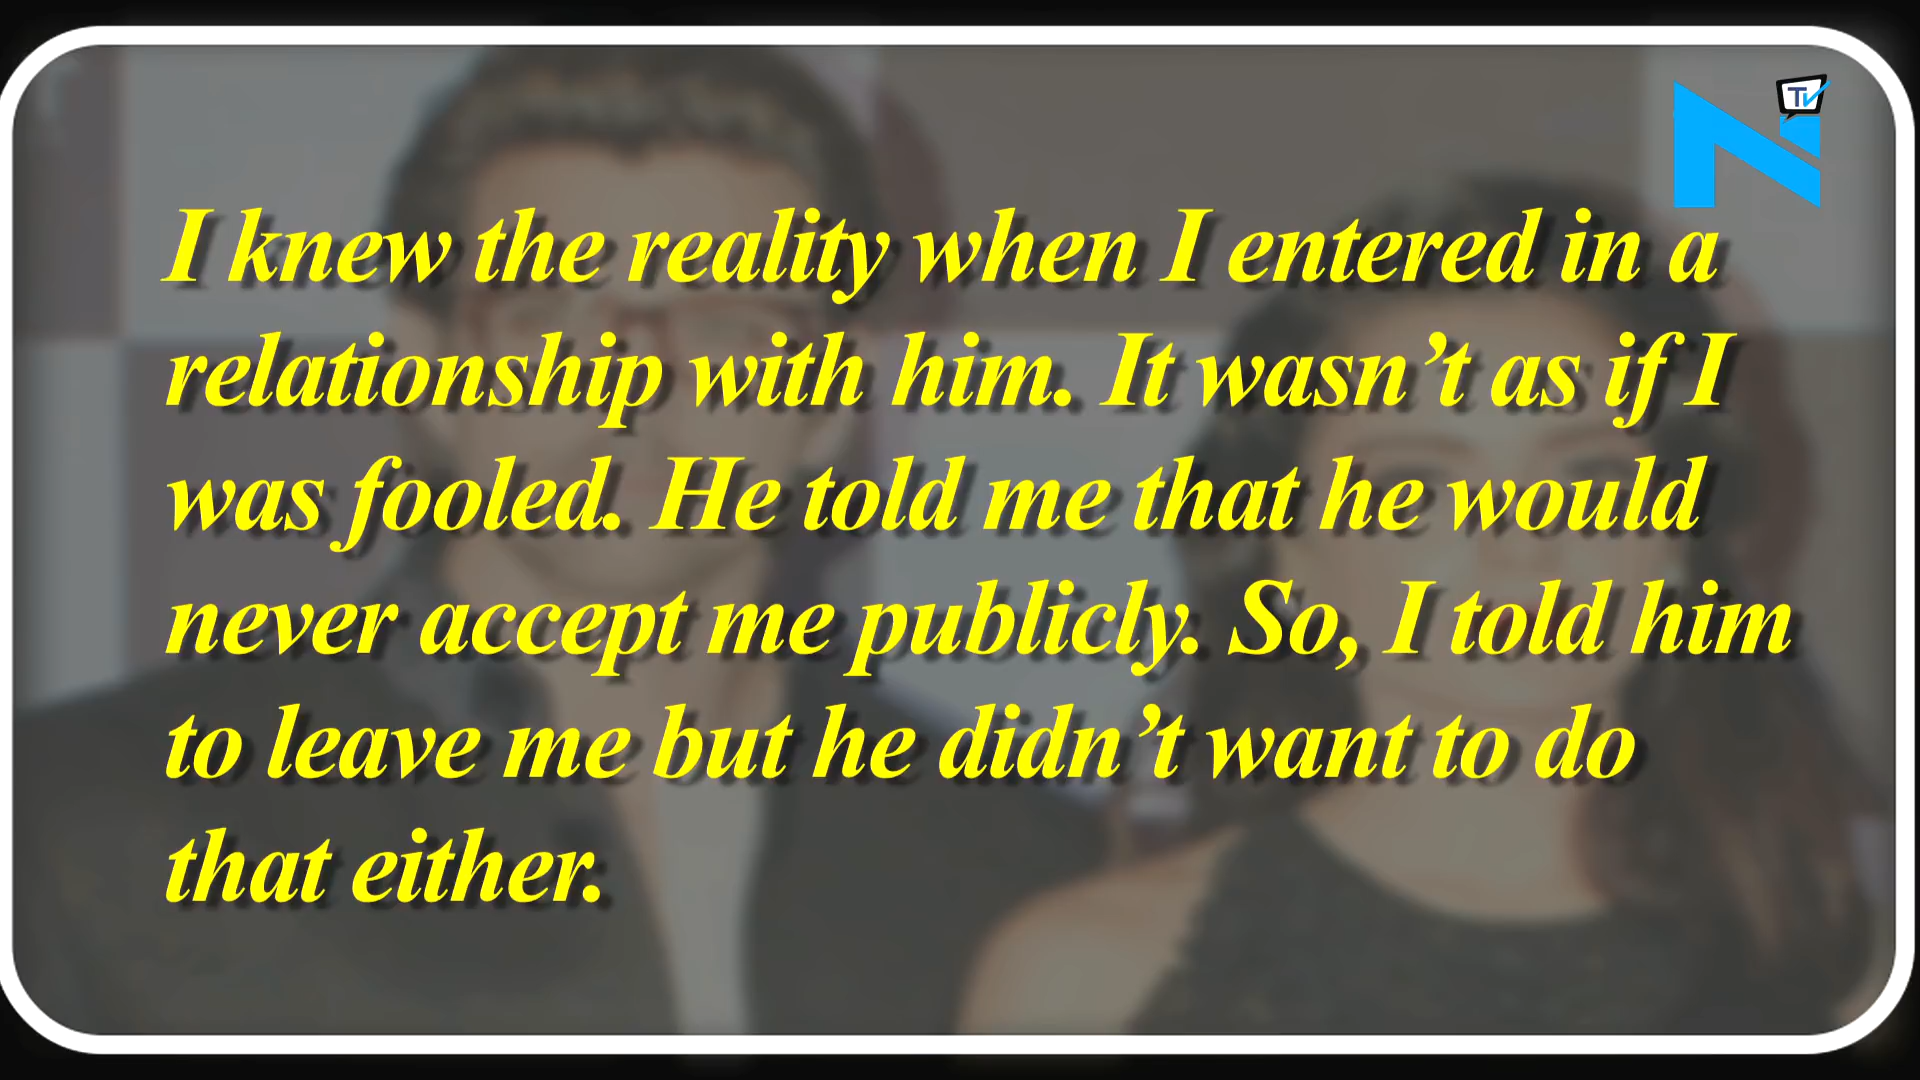 TV
I knew the reality when I entered in a
relationship with him. It wasn’t as if I
was fooled. He told me that he would
never accept me publicly. So, I told him
to leave me but he didn’t want to do
that either.